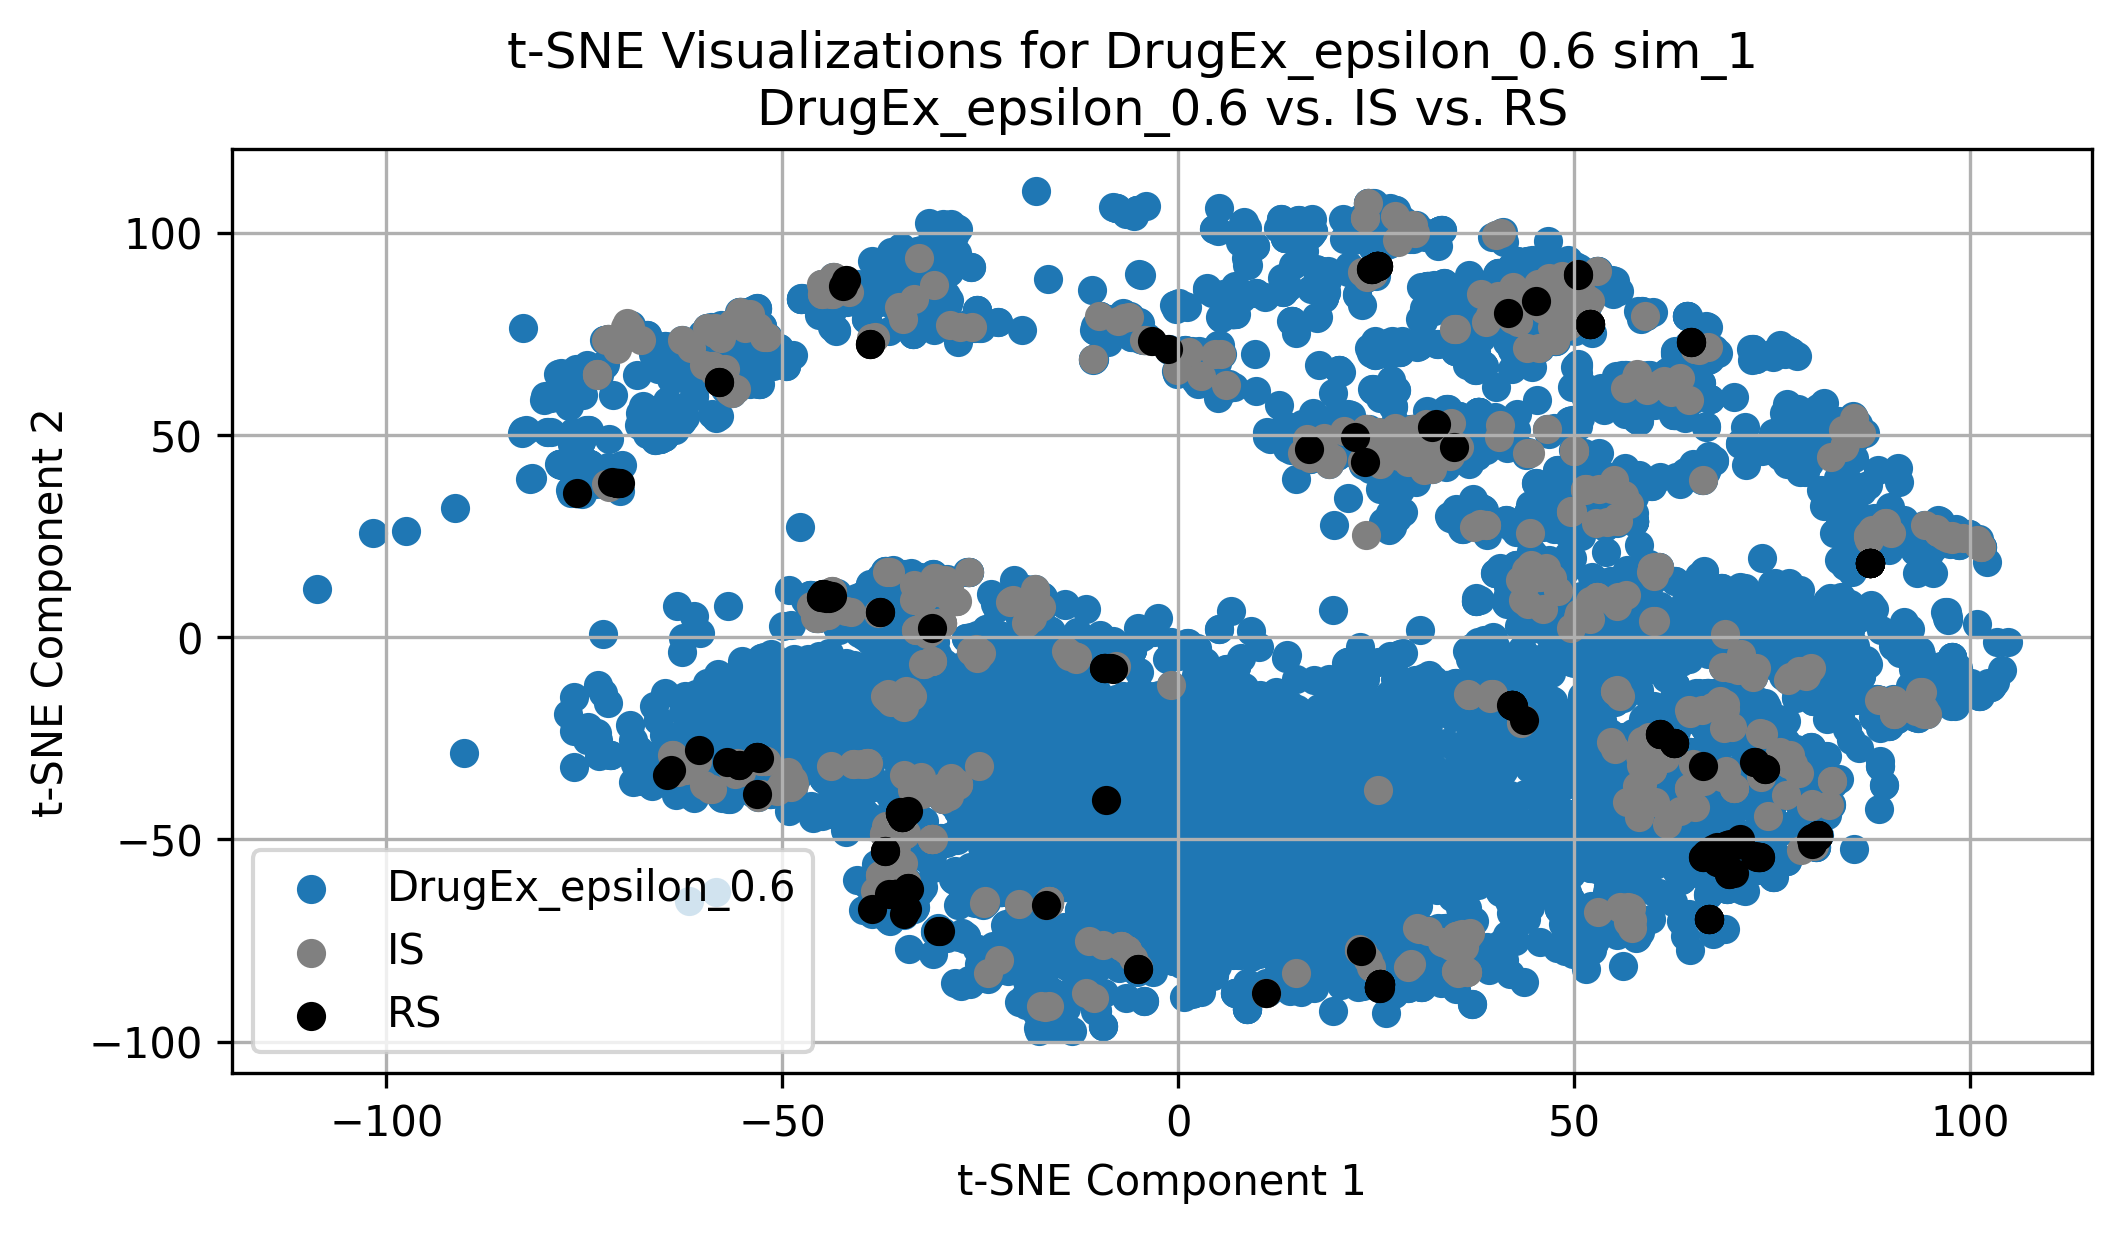 t-SNE Visualizations for DrugEx_epsilon_0.6 sim_1
DrugEx_epsilon_0.6 vs. IS vs. RS
t-SNE Component 2
100
50
0
−50
−100
DrugEx_epsilon_0.6
IS
RS
−100
−50
0
50
100
t-SNE Component 1